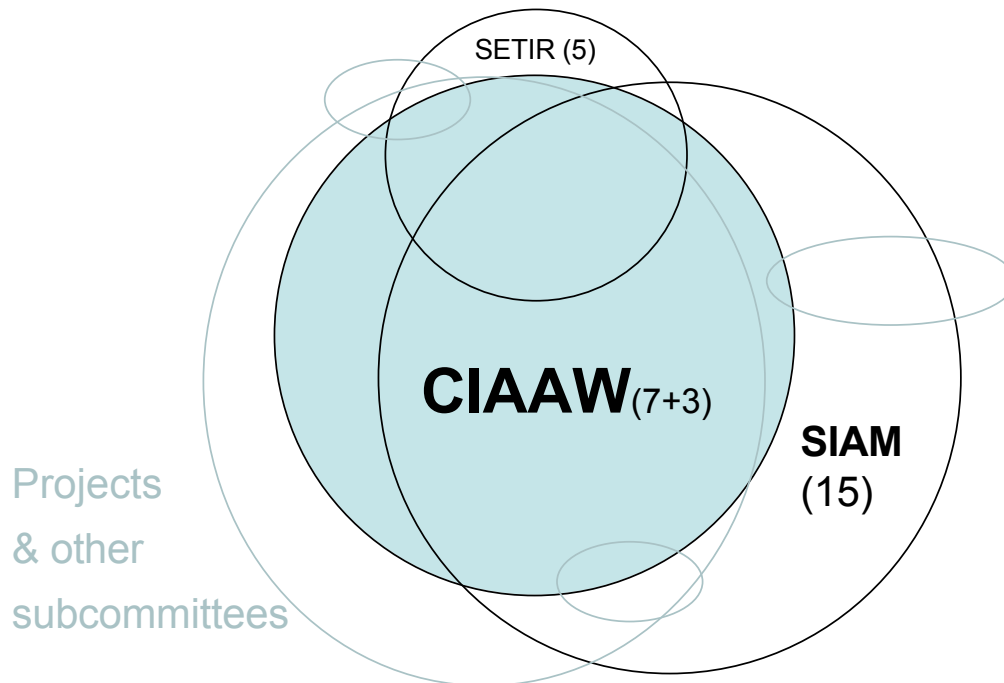 SETIR (5)
CIAAW(7+3)
SIAM
(15)
Projects
& other
subcommittees